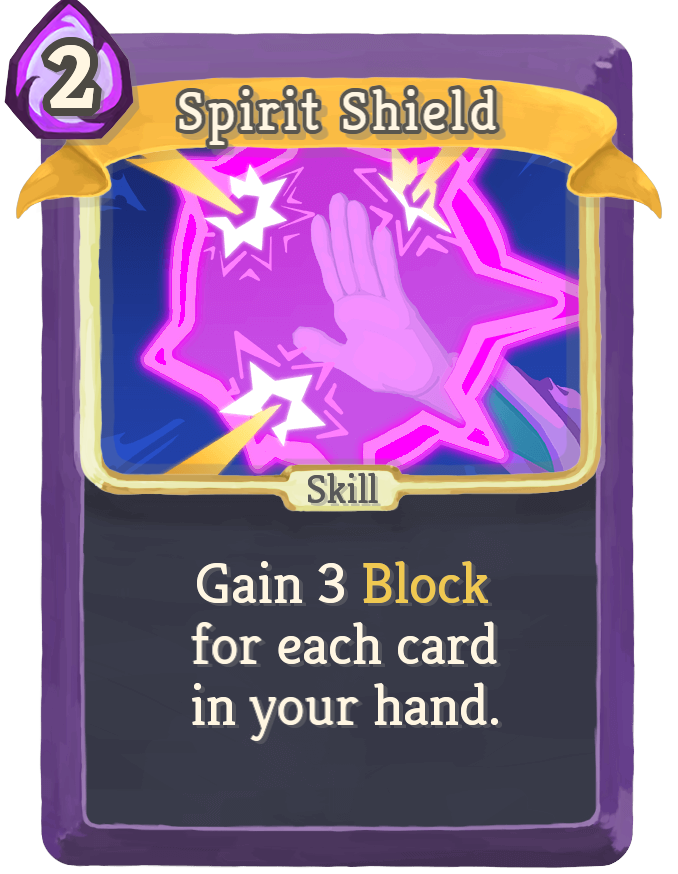 2
Spirit Shield
Skill
Gain 3 Block
for each card
in your hand.